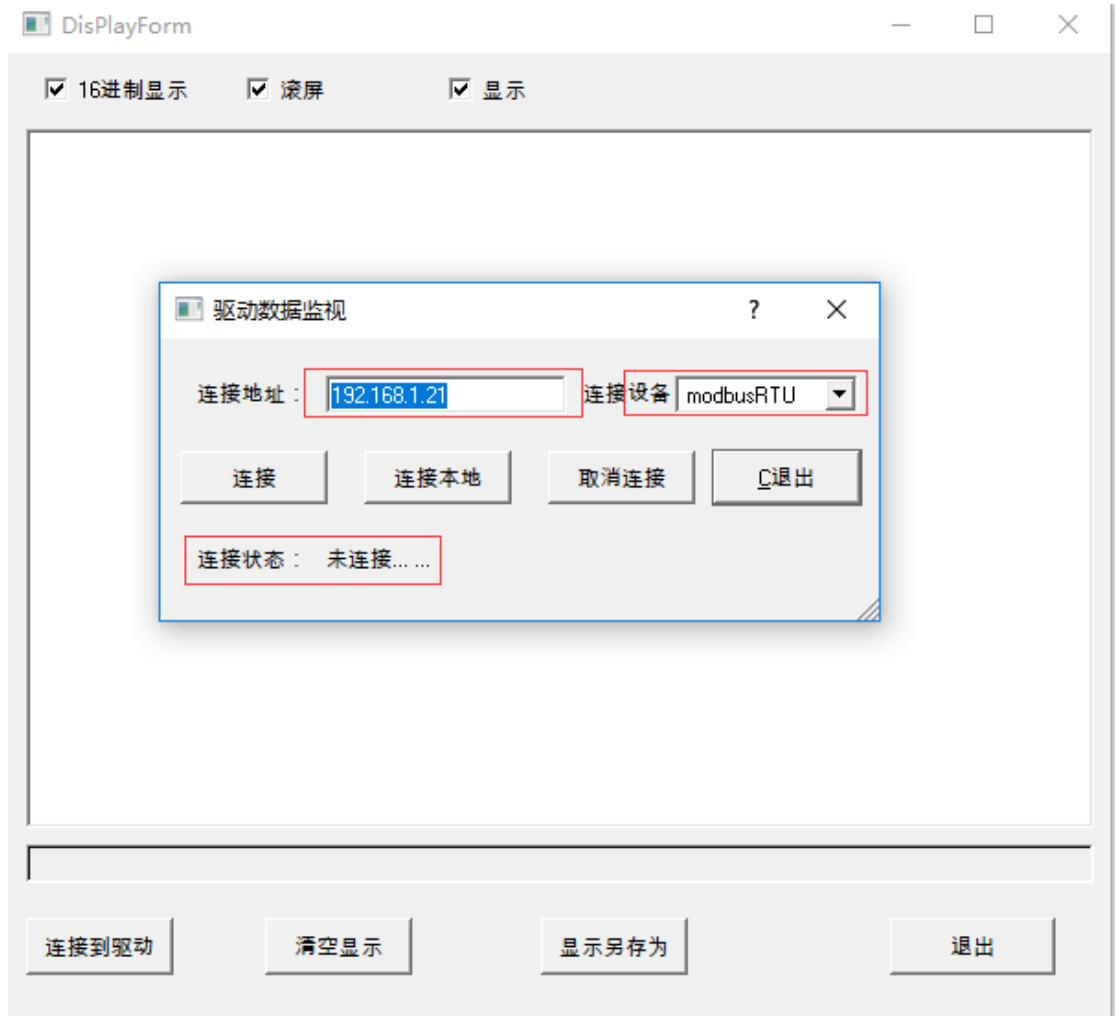 DisPlayForm
16进制显示 滚屏 显示
驱动数据监视 ?
连接地址： 192.168.1.21 连接设备 modbusRTU
连接 连接本地 取消连接 C退出
连接状态： 未连接... ...
连接到驱动 清空显示 显示另存为 退出